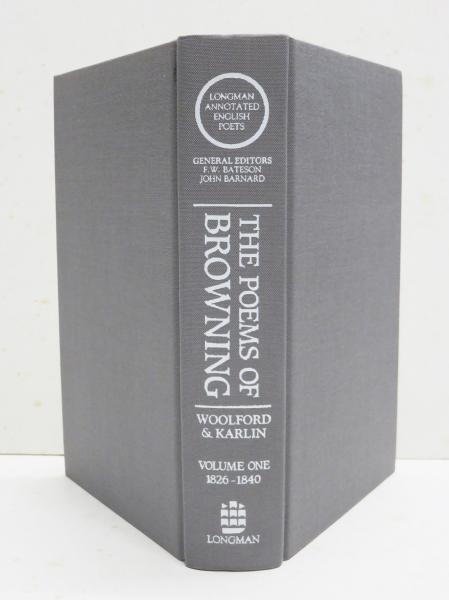 LONGMAN
ANNOTATED
ENGLISH
POETS
GENERAL EDITORS
F. W. BATESON
JOHN BARNARD
THE POEMS OF
BROWNING
WOOLFORD
& KARLIN
VOLUME ONE
1826-1840
LONGMAN